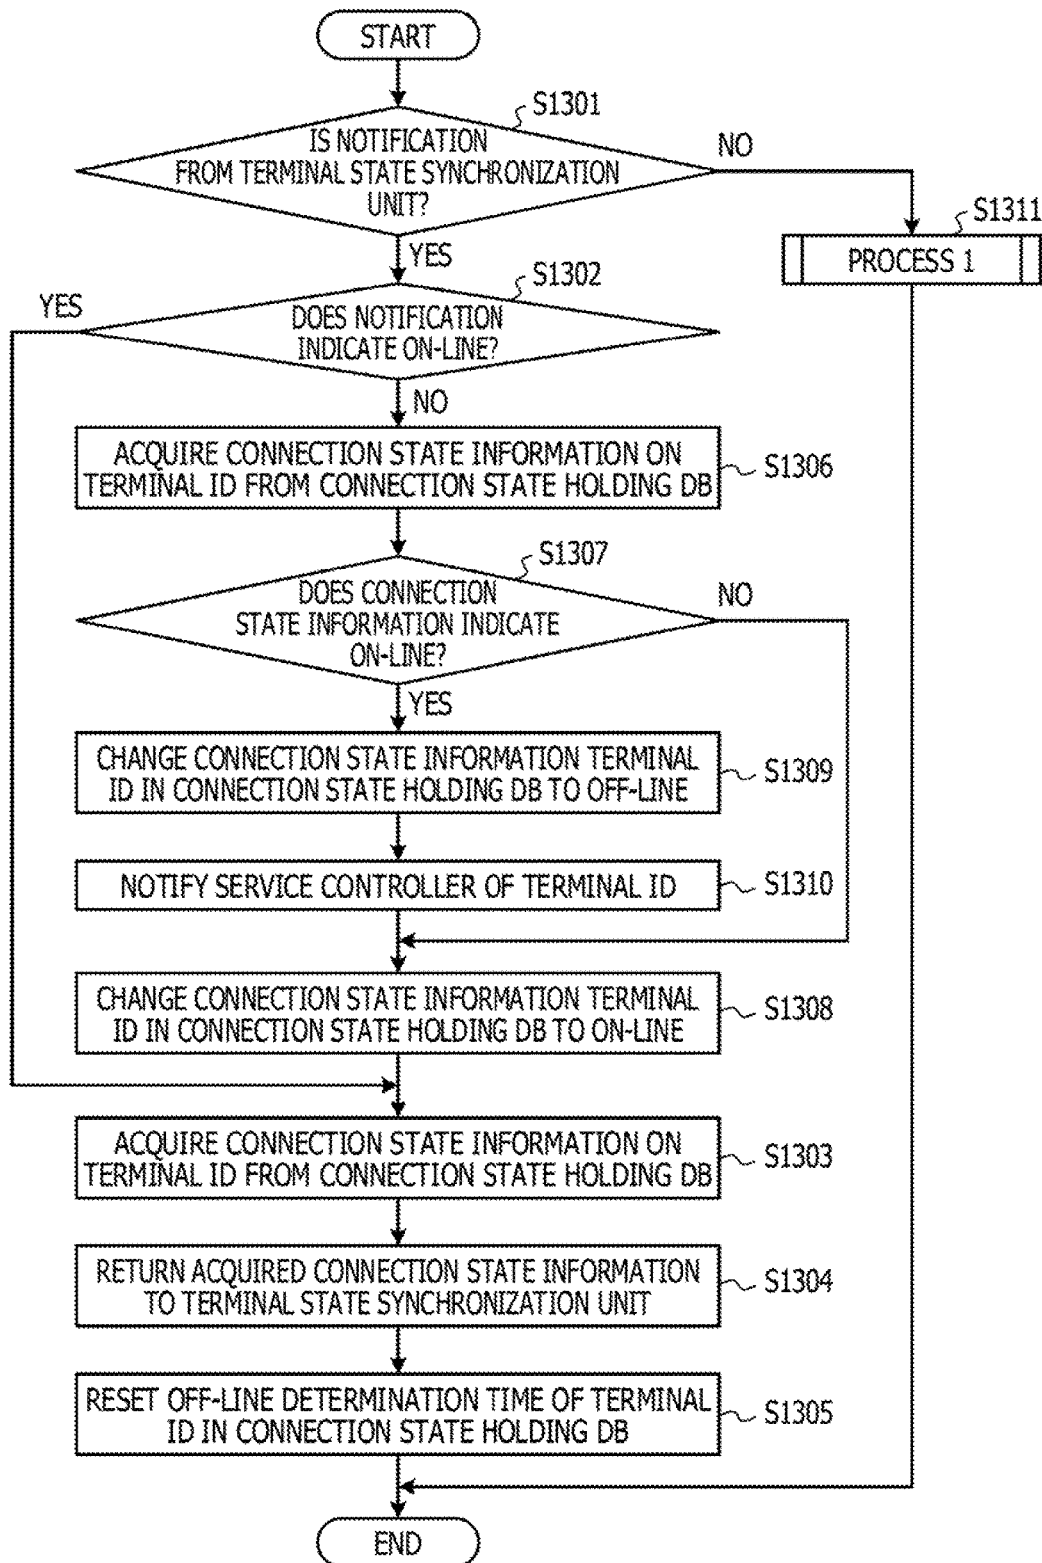 START
S1301
IS NOTIFICATION
FROM TERMINAL STATE SYNCHRONIZATION
UNIT?
NO
YES
S1311
PROCESS 1
S1302
YES
DOES NOTIFICATION
INDICATE ON-LINE?
NO
ACQUIRE CONNECTION STATE INFORMATION ON
TERMINAL ID FROM CONNECTION STATE HOLDING DB
S1306
S1307
DOES CONNECTION
STATE INFORMATION INDICATE
ON-LINE?
NO
YES
CHANGE CONNECTION STATE INFORMATION TERMINAL
ID IN CONNECTION STATE HOLDING DB TO OFF-LINE
S1309
NOTIFY SERVICE CONTROLLER OF TERMINAL ID
S1310
CHANGE CONNECTION STATE INFORMATION TERMINAL
ID IN CONNECTION STATE HOLDING DB TO ON-LINE
S1308
ACQUIRE CONNECTION STATE INFORMATION ON
TERMINAL ID FROM CONNECTION STATE HOLDING DB
S1303
RETURN ACQUIRED CONNECTION STATE INFORMATION
TO TERMINAL STATE SYNCHRONIZATION UNIT
S1304
RESET OFF-LINE DETERMINATION TIME OF TERMINAL
ID IN CONNECTION STATE HOLDING DB
S1305
END